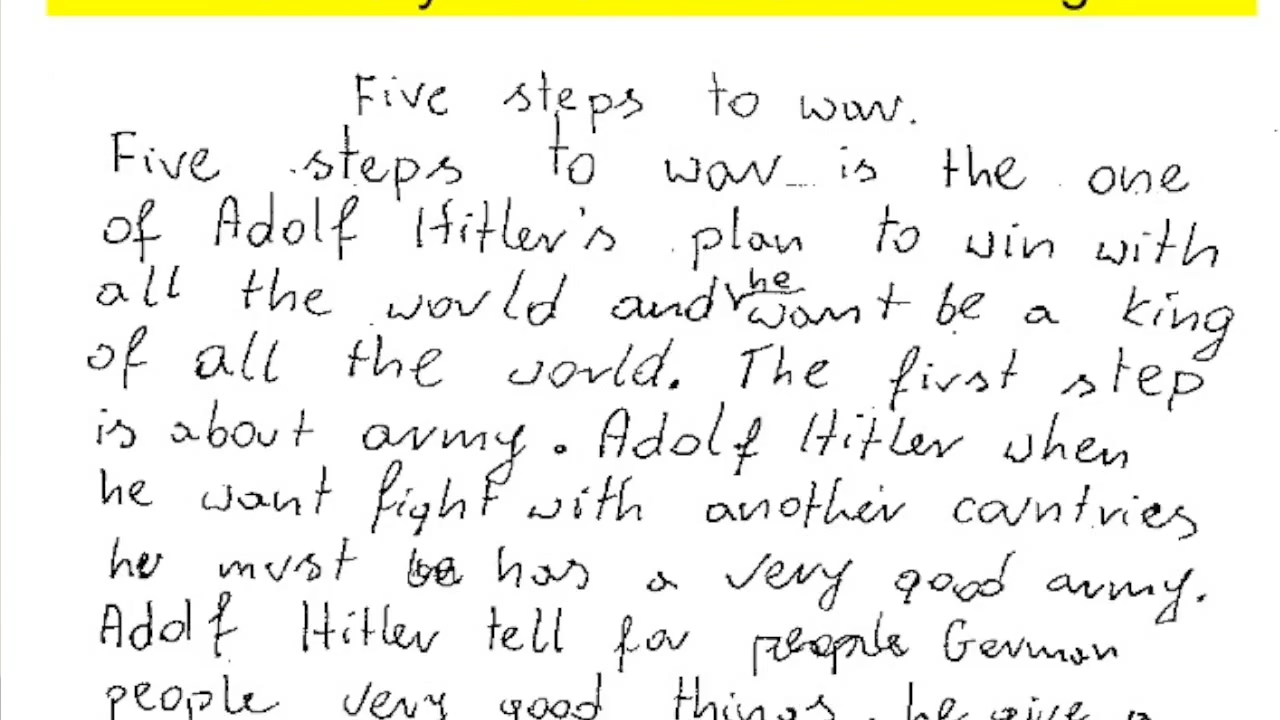 Five steps to war.
Five steps to war is the one
of Adolf Hitler's plan to win with
all the world and he want be a king
of all the world. The first step
is about army. Adolf Hitler when
he want fight with another countries
he must has a very good army.
Adolf Hitler tell for German
people very good things, he give